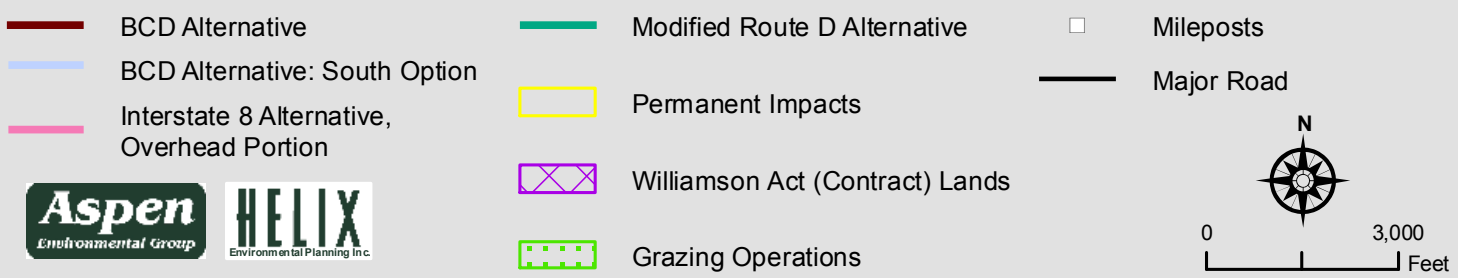 BCD Alternative
BCD Alternative: South Option
Interstate 8 Alternative,
Overhead Portion
Aspen
Environmental Group
HELIX
Environmental Planning Inc.
Modified Route D Alternative
Permanent Impacts
Williamson Act (Contract) Lands
Grazing Operations
Mileposts
Major Road
N
0 3,000
Feet